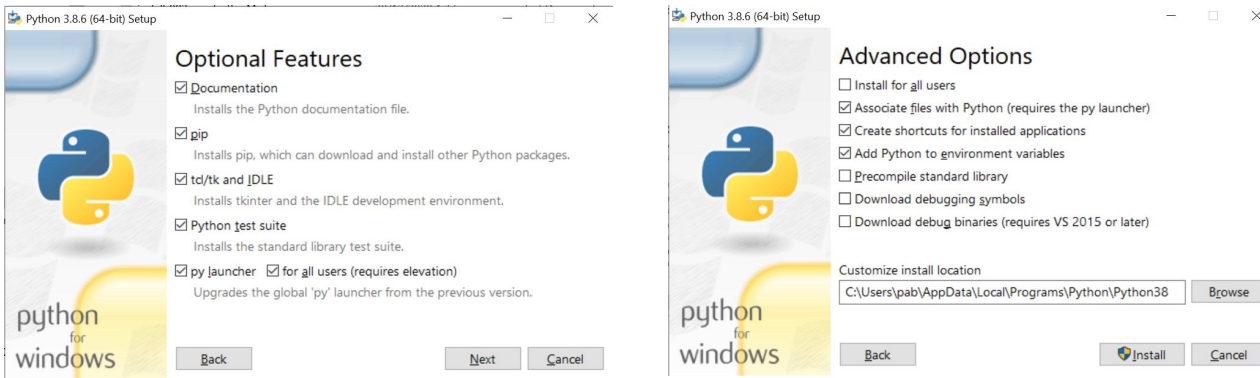 Python 3.8.6 (64-bit) Setup
Optional Features
Documentation
Installs the Python documentation file.
pip
Installs pip, which can download and install other Python packages.
tcl/tk and IDLE
Installs tkinter and the IDLE development environment.
Python test suite
Installs the standard library test suite.
py launcher for all users (requires elevation)
Upgrades the global 'py' launcher from the previous version.
python
for
windows
Back
Next
Cancel
Python 3.8.6 (64-bit) Setup
Advanced Options
Install for all users
Associate files with Python (requires the py launcher)
Create shortcuts for installed applications
Add Python to environment variables
Precompile standard library
Download debugging symbols
Download debug binaries (requires VS 2015 or later)
Customize install location
C:\Users\pab\AppData\Local\Programs\Python\Python38
Browse
python
for
windows
Back
Install
Cancel